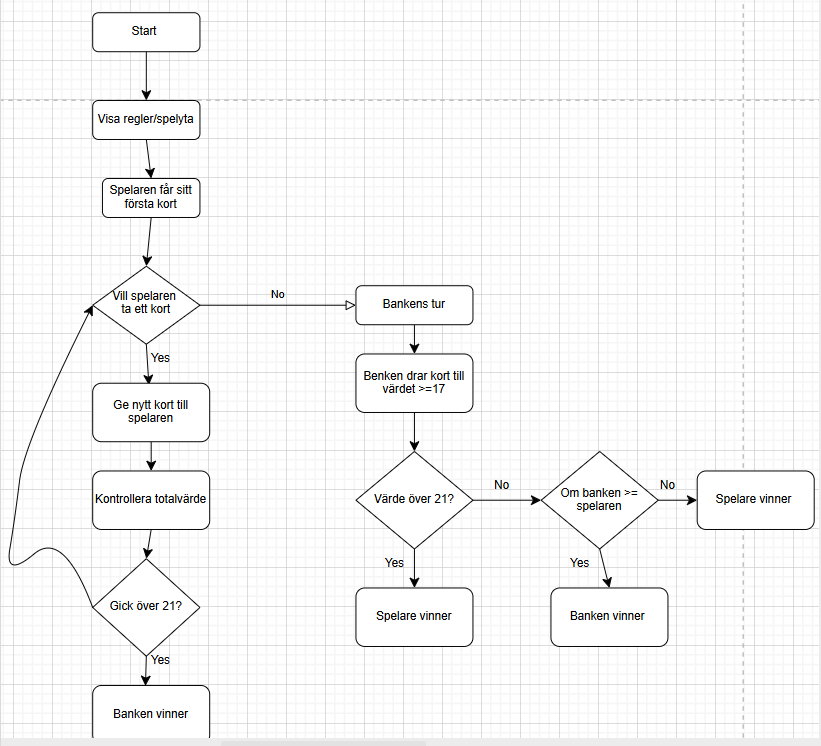 Start
Visa regler/spelyta
Spelaren får sitt
första kort
Vill spelaren
ta ett kort
No
Bankens tur
Yes
Benken drar kort till
värdet >=17
Ge nytt kort till
spelaren
Kontrollera totalvärde
Värde över 21?
No
Om banken >=
spelaren
No
Spelare vinner
Yes
Yes
Gick över 21?
Spelare vinner
Banken vinner
Yes
Banken vinner